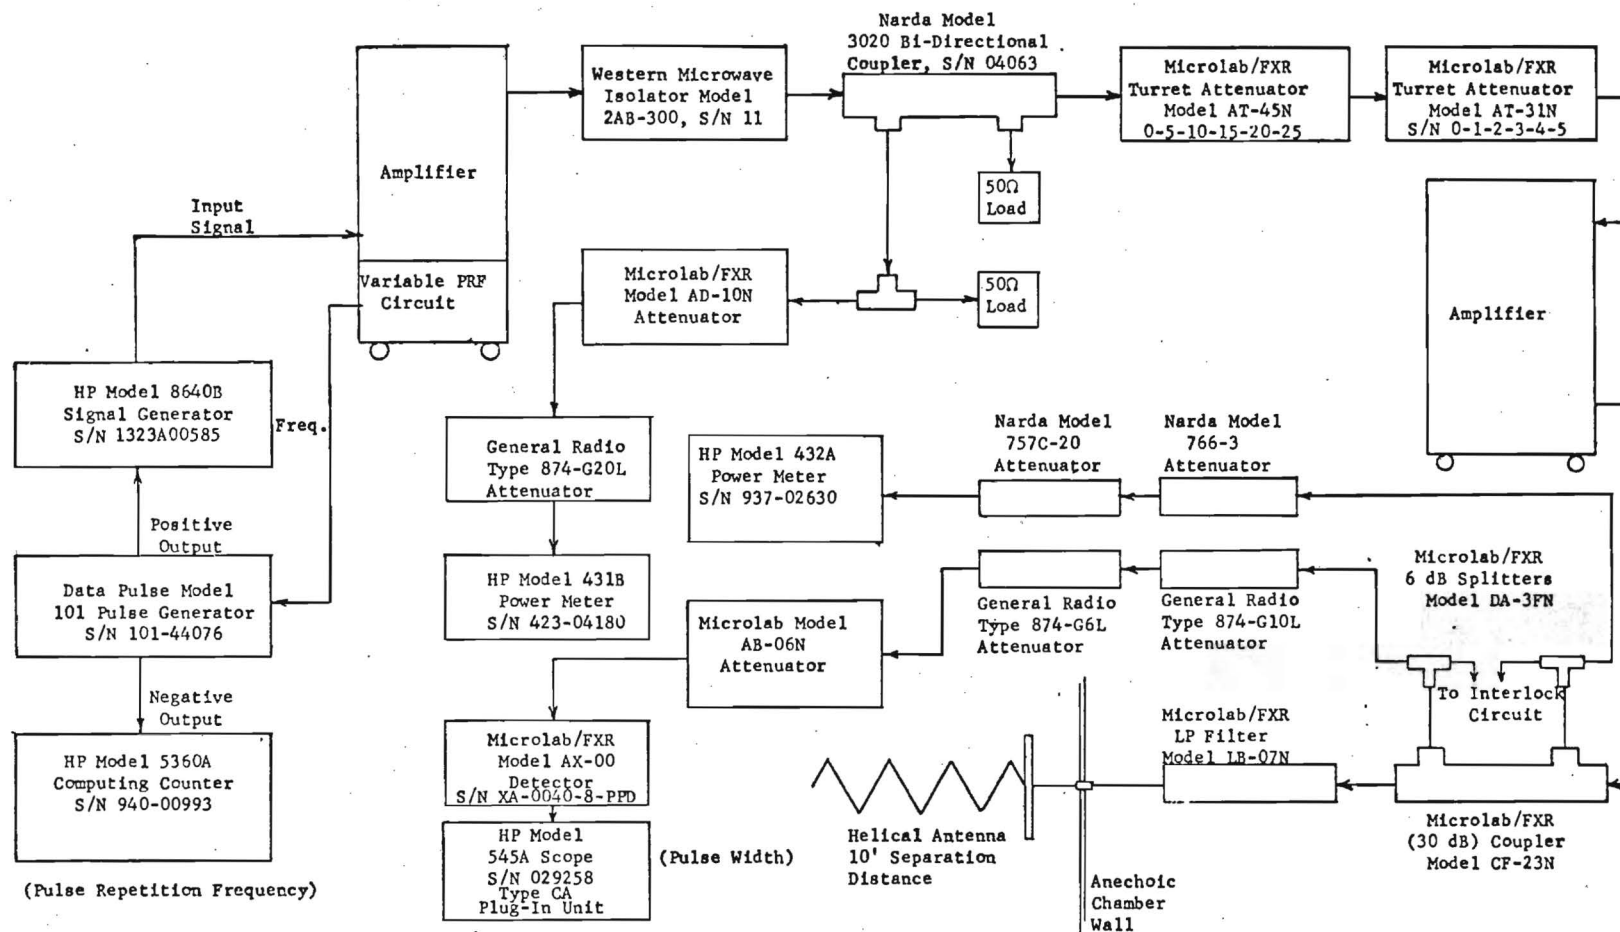 Narda Model
3020 Bi-Directional
Coupler, S/N 04063
Western Microwave
Isolator Model
2AB-300, S/N 11
Microlab/FXR
Turret Attenuator
Model AT-45N
0-5-10-15-20-25
Microlab/FXR
Turret Attenuator
Model AT-31N
S/N 0-1-2-3-4-5
Amplifier
50Ω
Load
Input
Signal
Variable PRF
Circuit
Microlab/FXR
Model AD-10N
Attenuator
50Ω
Load
Amplifier
HP Model 8640B
Signal Generator
S/N 1323A00585
Freq.
General Radio
Type 874-G20L
Attenuator
HP Model 432A
Power Meter
S/N 937-02630
Narda Model
757C-20
Attenuator
Narda Model
766-3
Attenuator
Positive
Output
Data Pulse Model
101 Pulse Generator
S/N 101-44076
HP Model 431B
Power Meter
S/N 423-04180
Microlab Model
AB-06N
Attenuator
General Radio
Type 874-G6L
Attenuator
General Radio
Type 874-G10L
Attenuator
Microlab/FXR
6 dB Splitters
Model DA-3FN
To Interlock
Circuit
Negative
Output
HP Model 5360A
Computing Counter
S/N 940-00993
(Pulse Repetition Frequency)
Microlab/FXR
Model AX-00
Detector
S/N XA-0040-8-PPD
HP Model
545A Scope
S/N 029258
Type CA
Plug-In Unit
(Pulse Width)
Helical Antenna
10' Separation
Distance
Anechoic
Chamber
Wall
Microlab/FXR
LP Filter
Model LB-07N
Microlab/FXR
(30 dB) Coupler
Model CF-23N